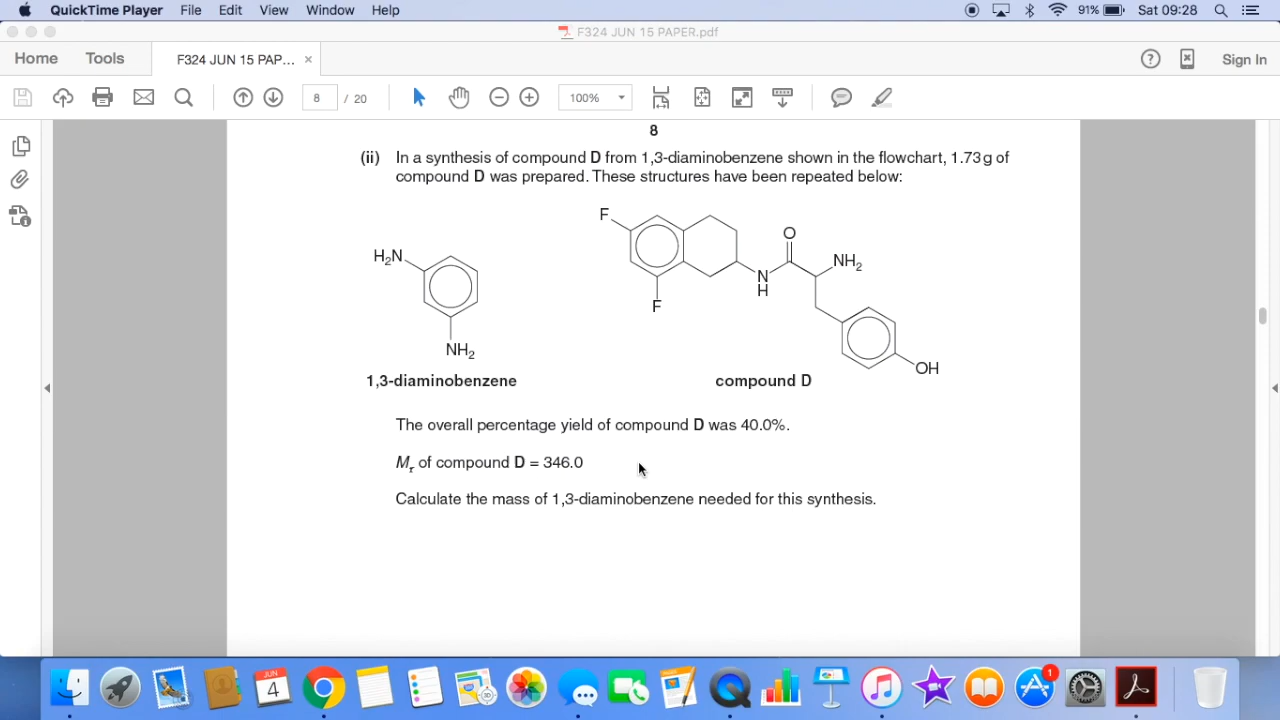 QuickTime Player File Edit View Window Help 91% Sat 09:28
F324 JUN 15 PAPER.pdf
Home Tools F324 JUN 15 PAP... × Sign In
8 / 20 100%
8
(ii) In a synthesis of compound D from 1,3-diaminobenzene shown in the flowchart, 1.73 g of
compound D was prepared. These structures have been repeated below:
F
O
H₂N
NH₂
N
H
F
NH₂
OH
1,3-diaminobenzene compound D
The overall percentage yield of compound D was 40.0%.
Mᵣ of compound D = 346.0
Calculate the mass of 1,3-diaminobenzene needed for this synthesis.
JUN
4
1